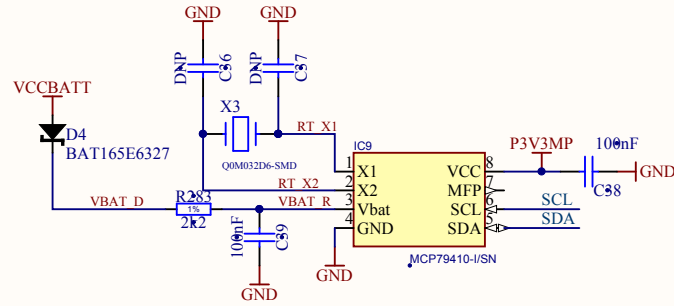 GND
GND
DNP
C36
DNP
C37
VCCBATT
X3
D4
BAT165E6327
RT_X1
Q0M032D6-SMD
IC9
P3V3MP
100nF
1
X1
VCC
8
GND
RT_X2
2
X2
MFP
7
C38
R283
VBAT_D
1%
VBAT_R
3
Vbat
SCL
6
SCL
2k2
4
GND
SDA
5
SDA
100nF
C39
GND
GND
MCP79410-I/SN